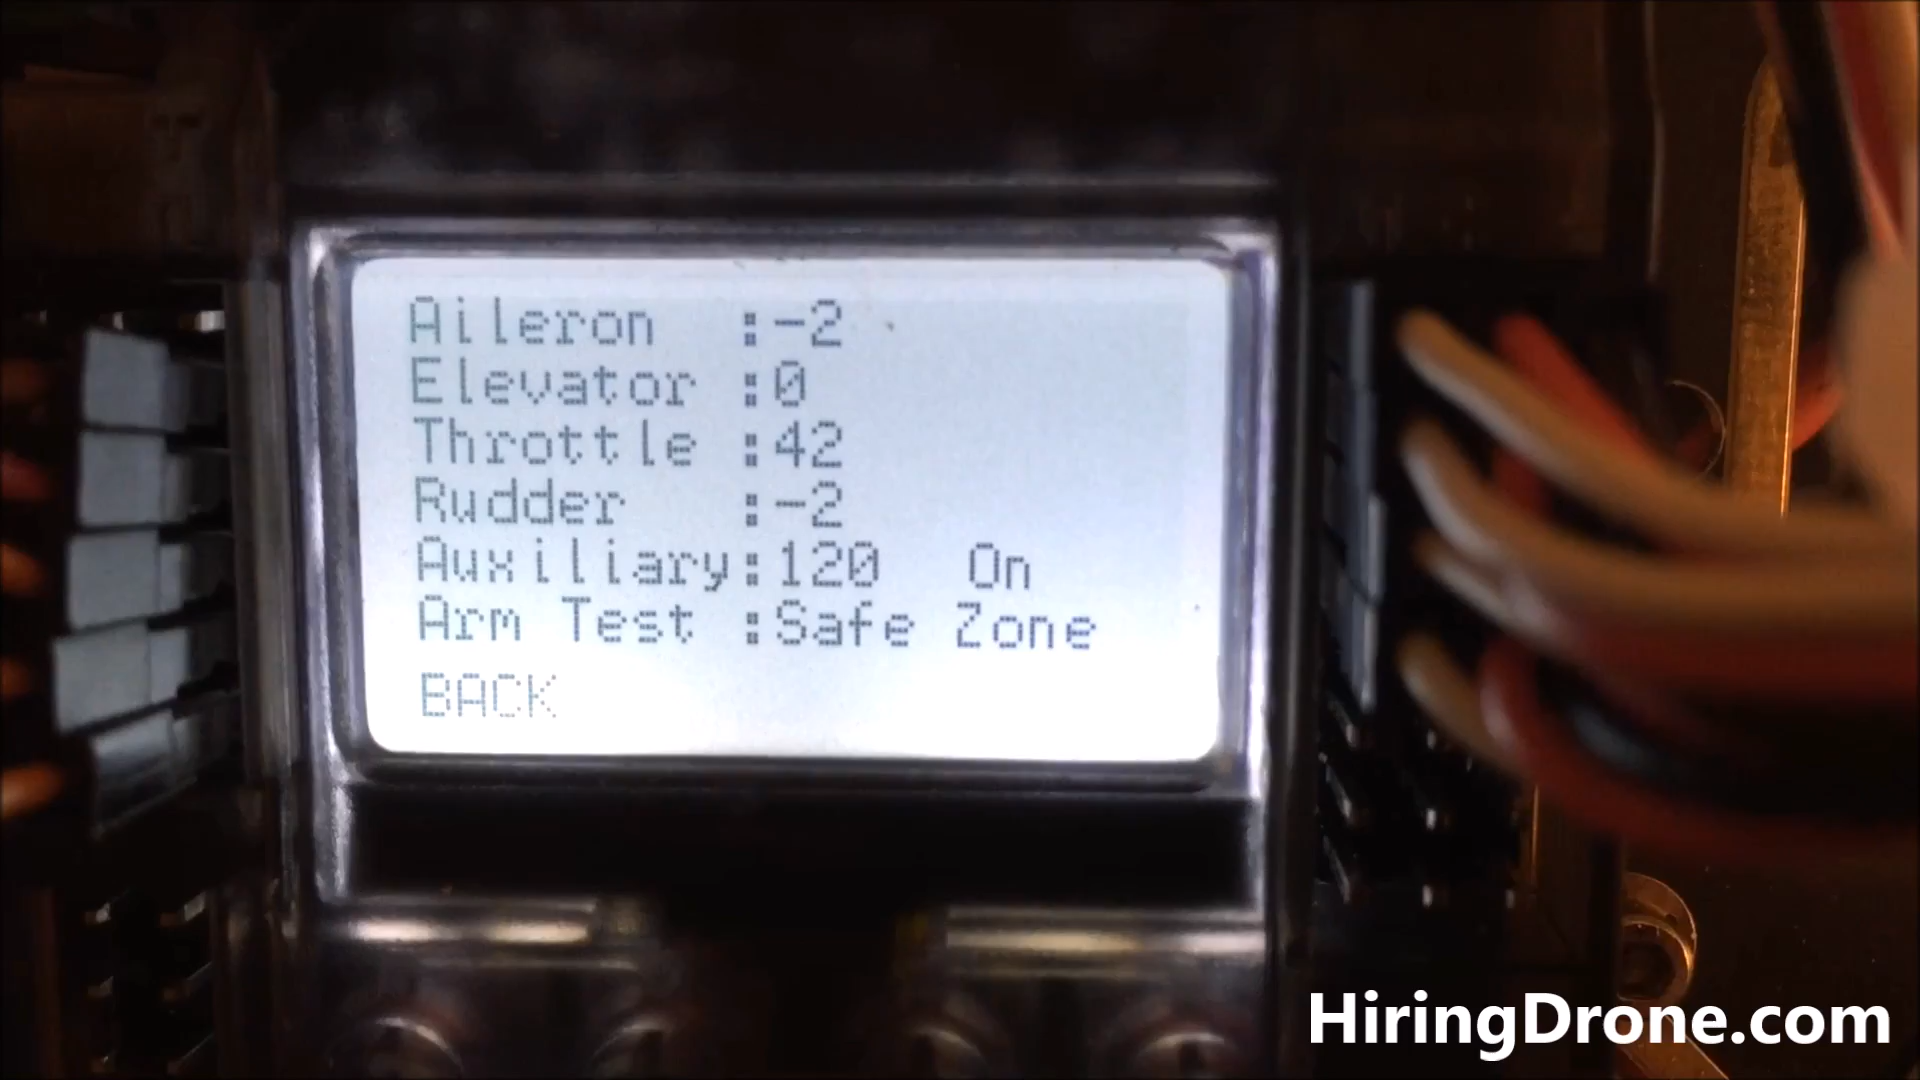 Aileron :-2
Elevator :0
Throttle :42
Rudder :-2
Auxiliary:120 On
Arm Test :Safe Zone
BACK
HiringDrone.com